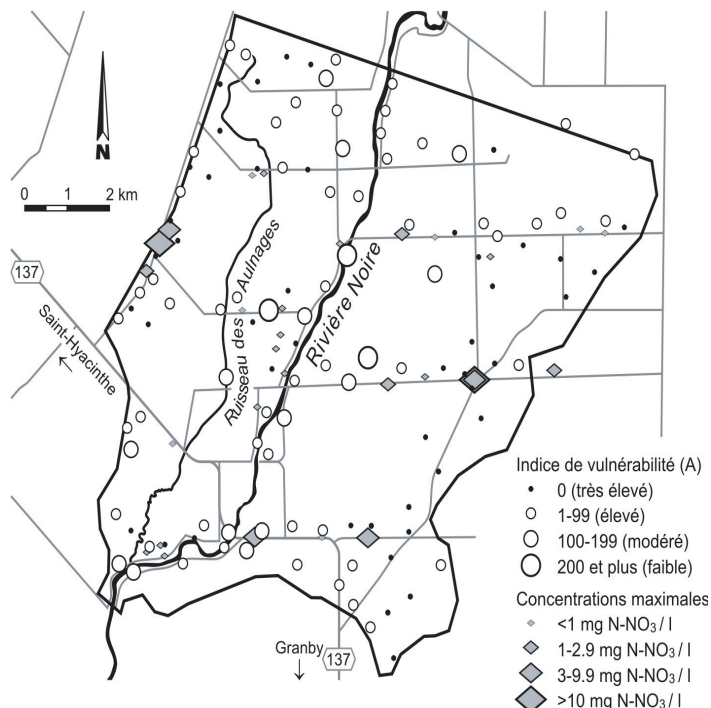 N
0 1 2 km
137
Saint-Hyacinthe
Ruisseau des Aulnages
Rivière Noire
Indice de vulnérabilité (A)
0 (très élevé)
1-99 (élevé)
100-199 (modéré)
200 et plus (faible)
Concentrations maximales
<1 mg N-NO3 / l
1-2.9 mg N-NO3 / l
3-9.9 mg N-NO3 / l
>10 mg N-NO3 / l
Granby
137